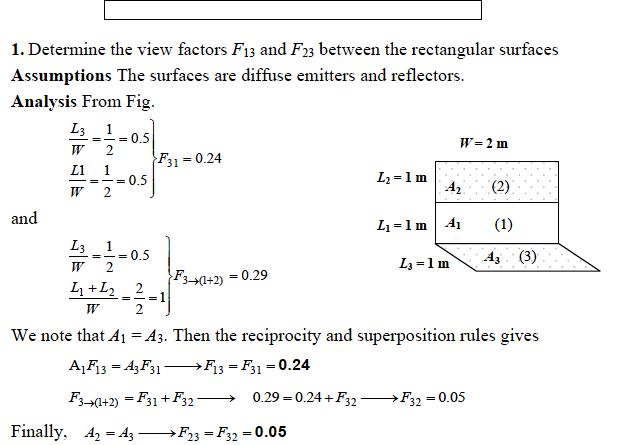 1. Determine the view factors F13 and F23 between the rectangular surfaces
Assumptions The surfaces are diffuse emitters and reflectors.
Analysis From Fig.
L3/W = 1/2 = 0.5
L1/W = 1/2 = 0.5
} F31 = 0.24
and
L3/W = 1/2 = 0.5
L1 + L2/W = 2/2 = 1
} F3→(1+2) = 0.29
W = 2 m
L2 = 1 m A2 (2)
L1 = 1 m A1 (1)
L3 = 1 m A3 (3)
We note that A1 = A3. Then the reciprocity and superposition rules gives
A1F13 = A3F31 ⟶ F13 = F31 = 0.24
F3→(1+2) = F31 + F32 ⟶ 0.29 = 0.24 + F32 ⟶ F32 = 0.05
Finally, A2 = A3 ⟶ F23 = F32 = 0.05